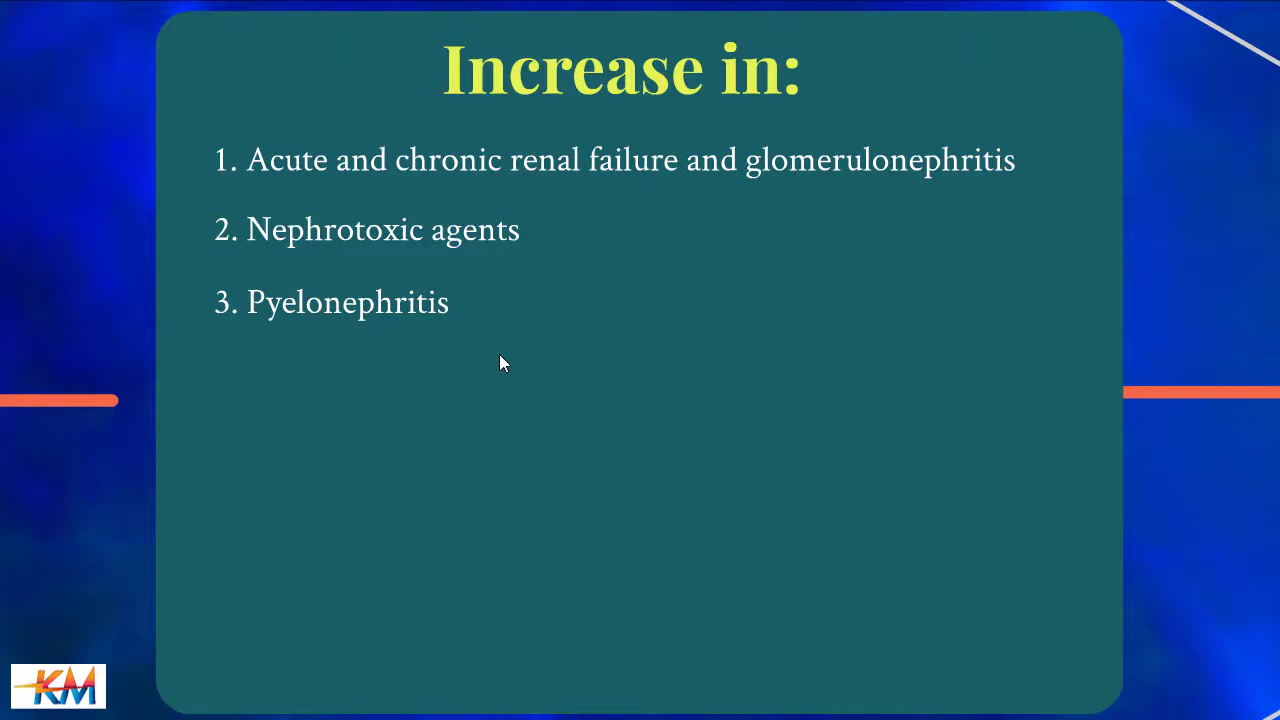 Increase in:
1. Acute and chronic renal failure and glomerulonephritis
2. Nephrotoxic agents
3. Pyelonephritis
KM